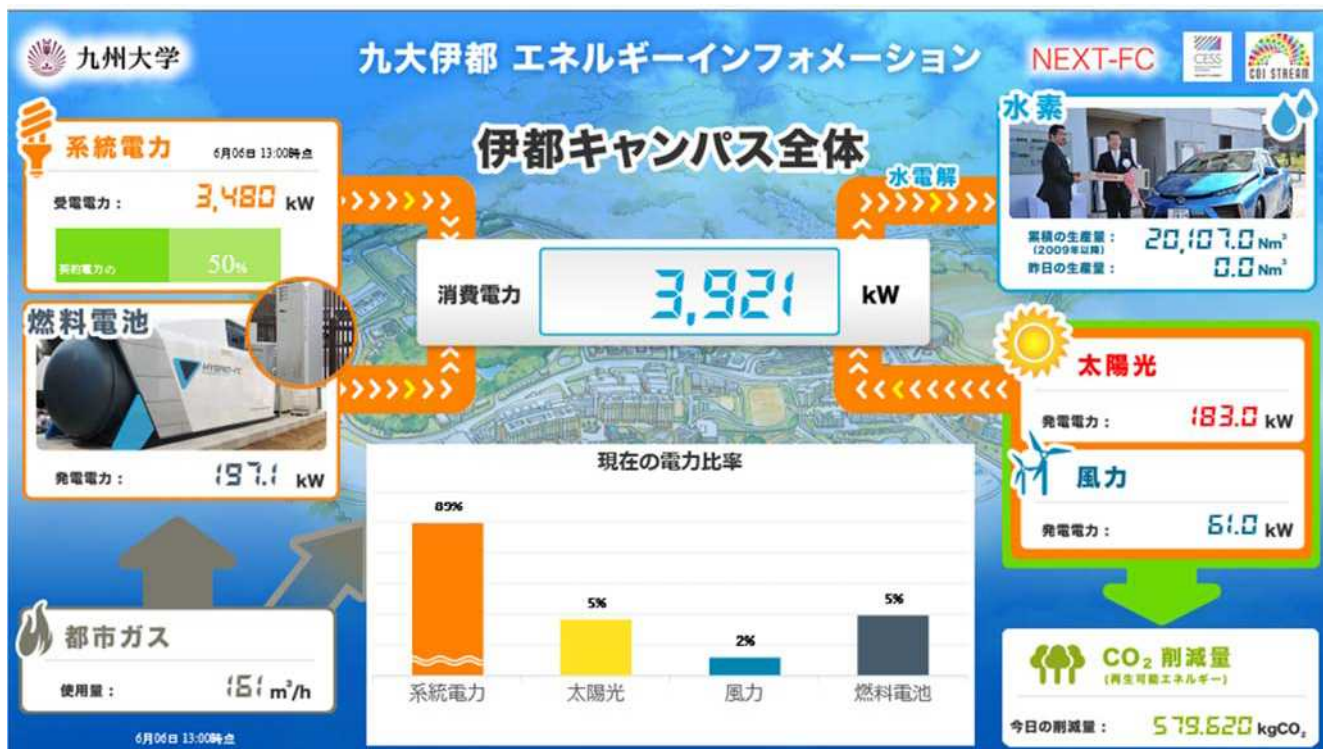 九州大学
九大伊都 エネルギーインフォメーション
NEXT-FC
CESS
COI STREAM
系統電力
6月06日 13:00時点
受電電力: 3,480 kW
契約電力の 50%
燃料電池
HYBRID-FC
発電電力: 197.1 kW
都市ガス
使用量: 161 m³/h
6月06日 13:00時点
伊都キャンパス全体
消費電力 3,921 kW
現在の電力比率
89%
5%
2%
5%
系統電力 太陽光 風力 燃料電池
水電解
水素
累積の生産量: 20,107.0 Nm³
(2009年以降)
昨日の生産量: 0.0 Nm³
太陽光
発電電力: 183.0 kW
風力
発電電力: 61.0 kW
CO₂ 削減量
(再生可能エネルギー)
今日の削減量: 579.620 kgCO₂